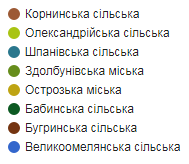 Корнинська сільська
Олександрійська сільська
Шпанівська сільська
Здолбунівська міська
Острозька міська
Бабинська сільська
Бугринська сільська
Великоомелянська сільська